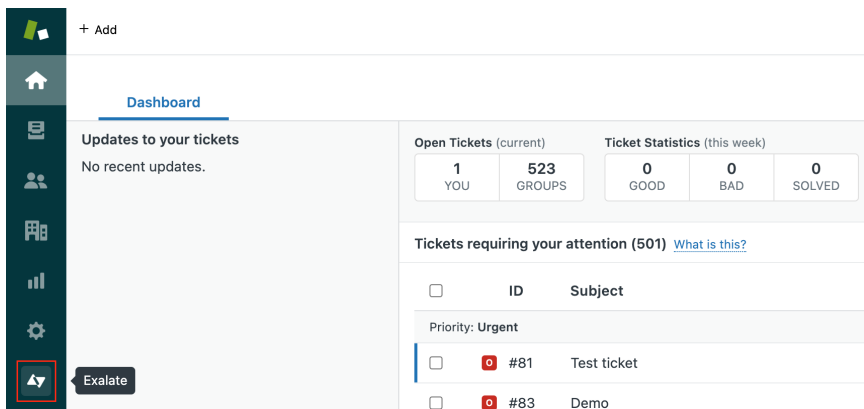 + Add
Dashboard
Updates to your tickets
No recent updates.
Open Tickets (current)
1
YOU
523
GROUPS
Ticket Statistics (this week)
0
GOOD
0
BAD
0
SOLVED
Tickets requiring your attention (501) What is this?
ID Subject
Priority: Urgent
O #81 Test ticket
Exalate
O #83 Demo